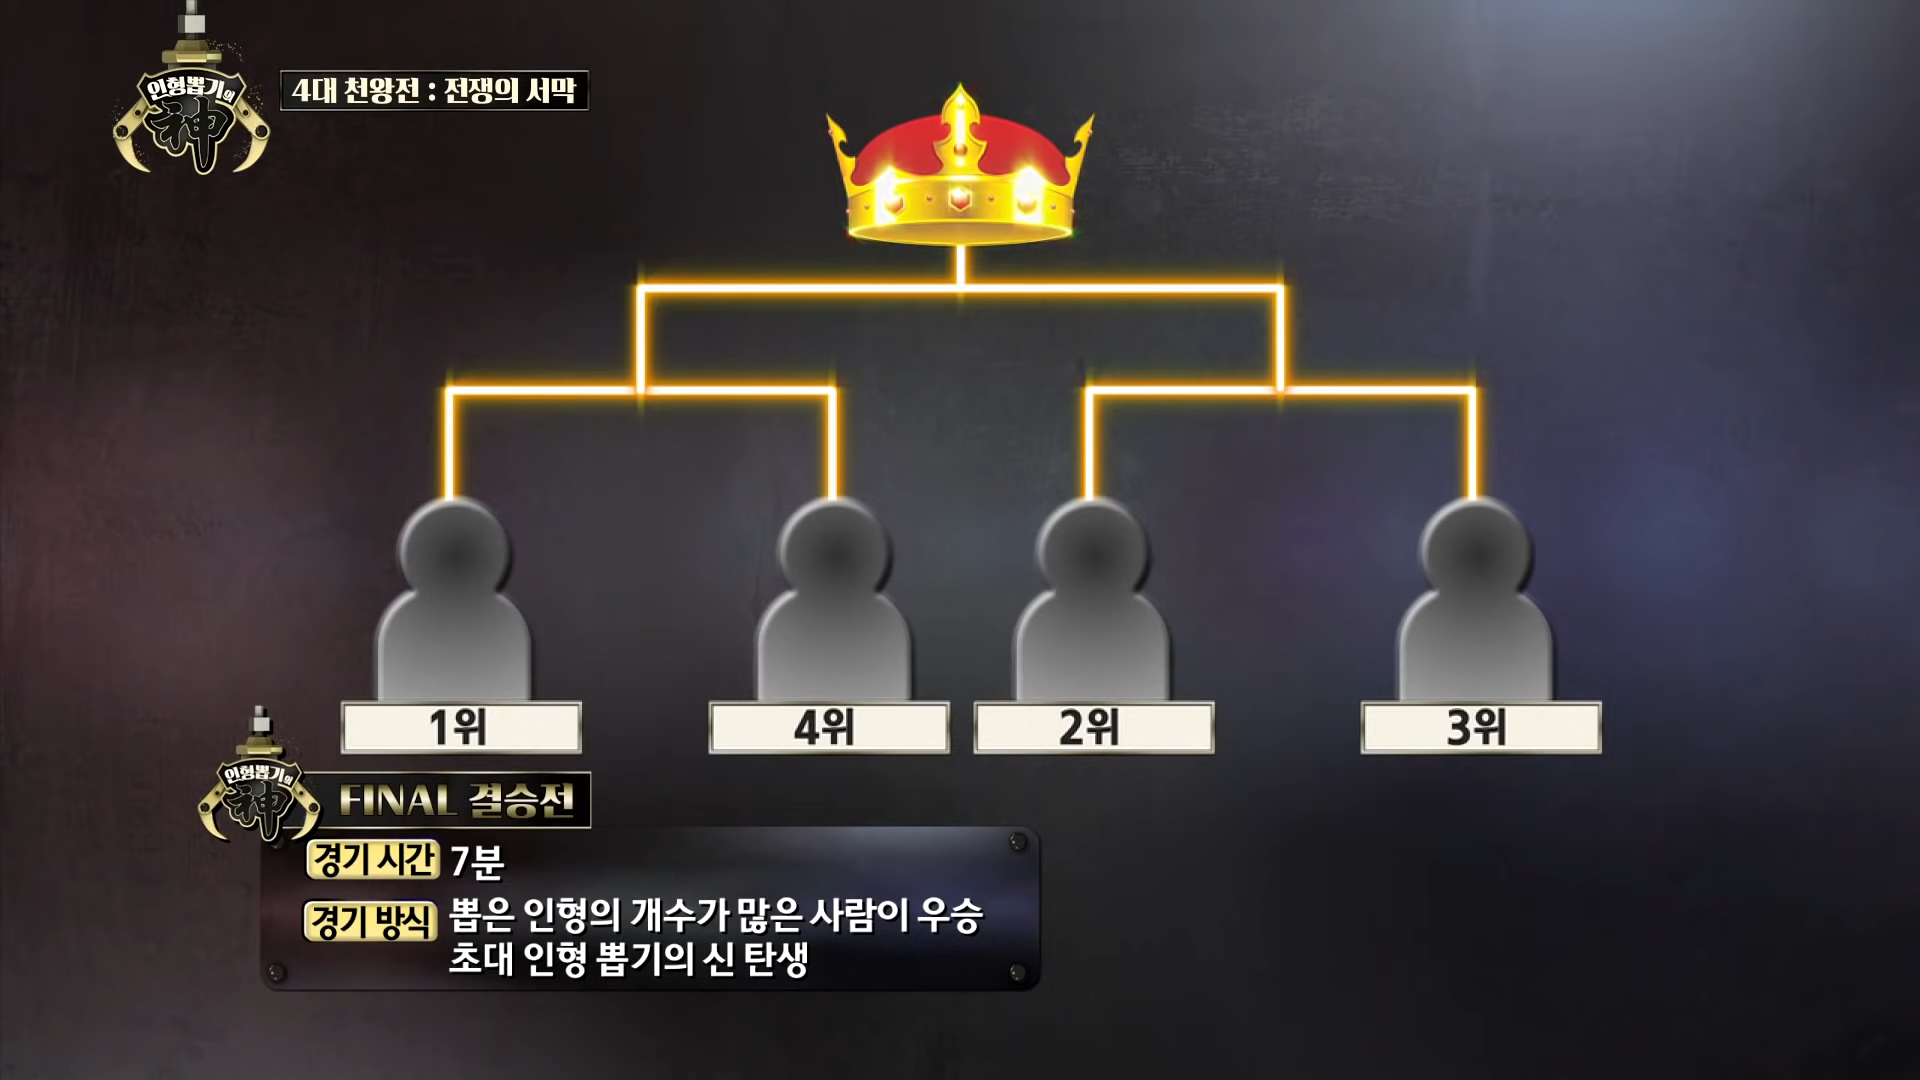 인형뽑기의
神
4대 천왕전 : 전쟁의 서막
1위
4위
2위
3위
인형뽑기의
神
FINAL 결승전
경기 시간 7분
경기 방식 뽑은 인형의 개수가 많은 사람이 우승
초대 인형 뽑기의 신 탄생